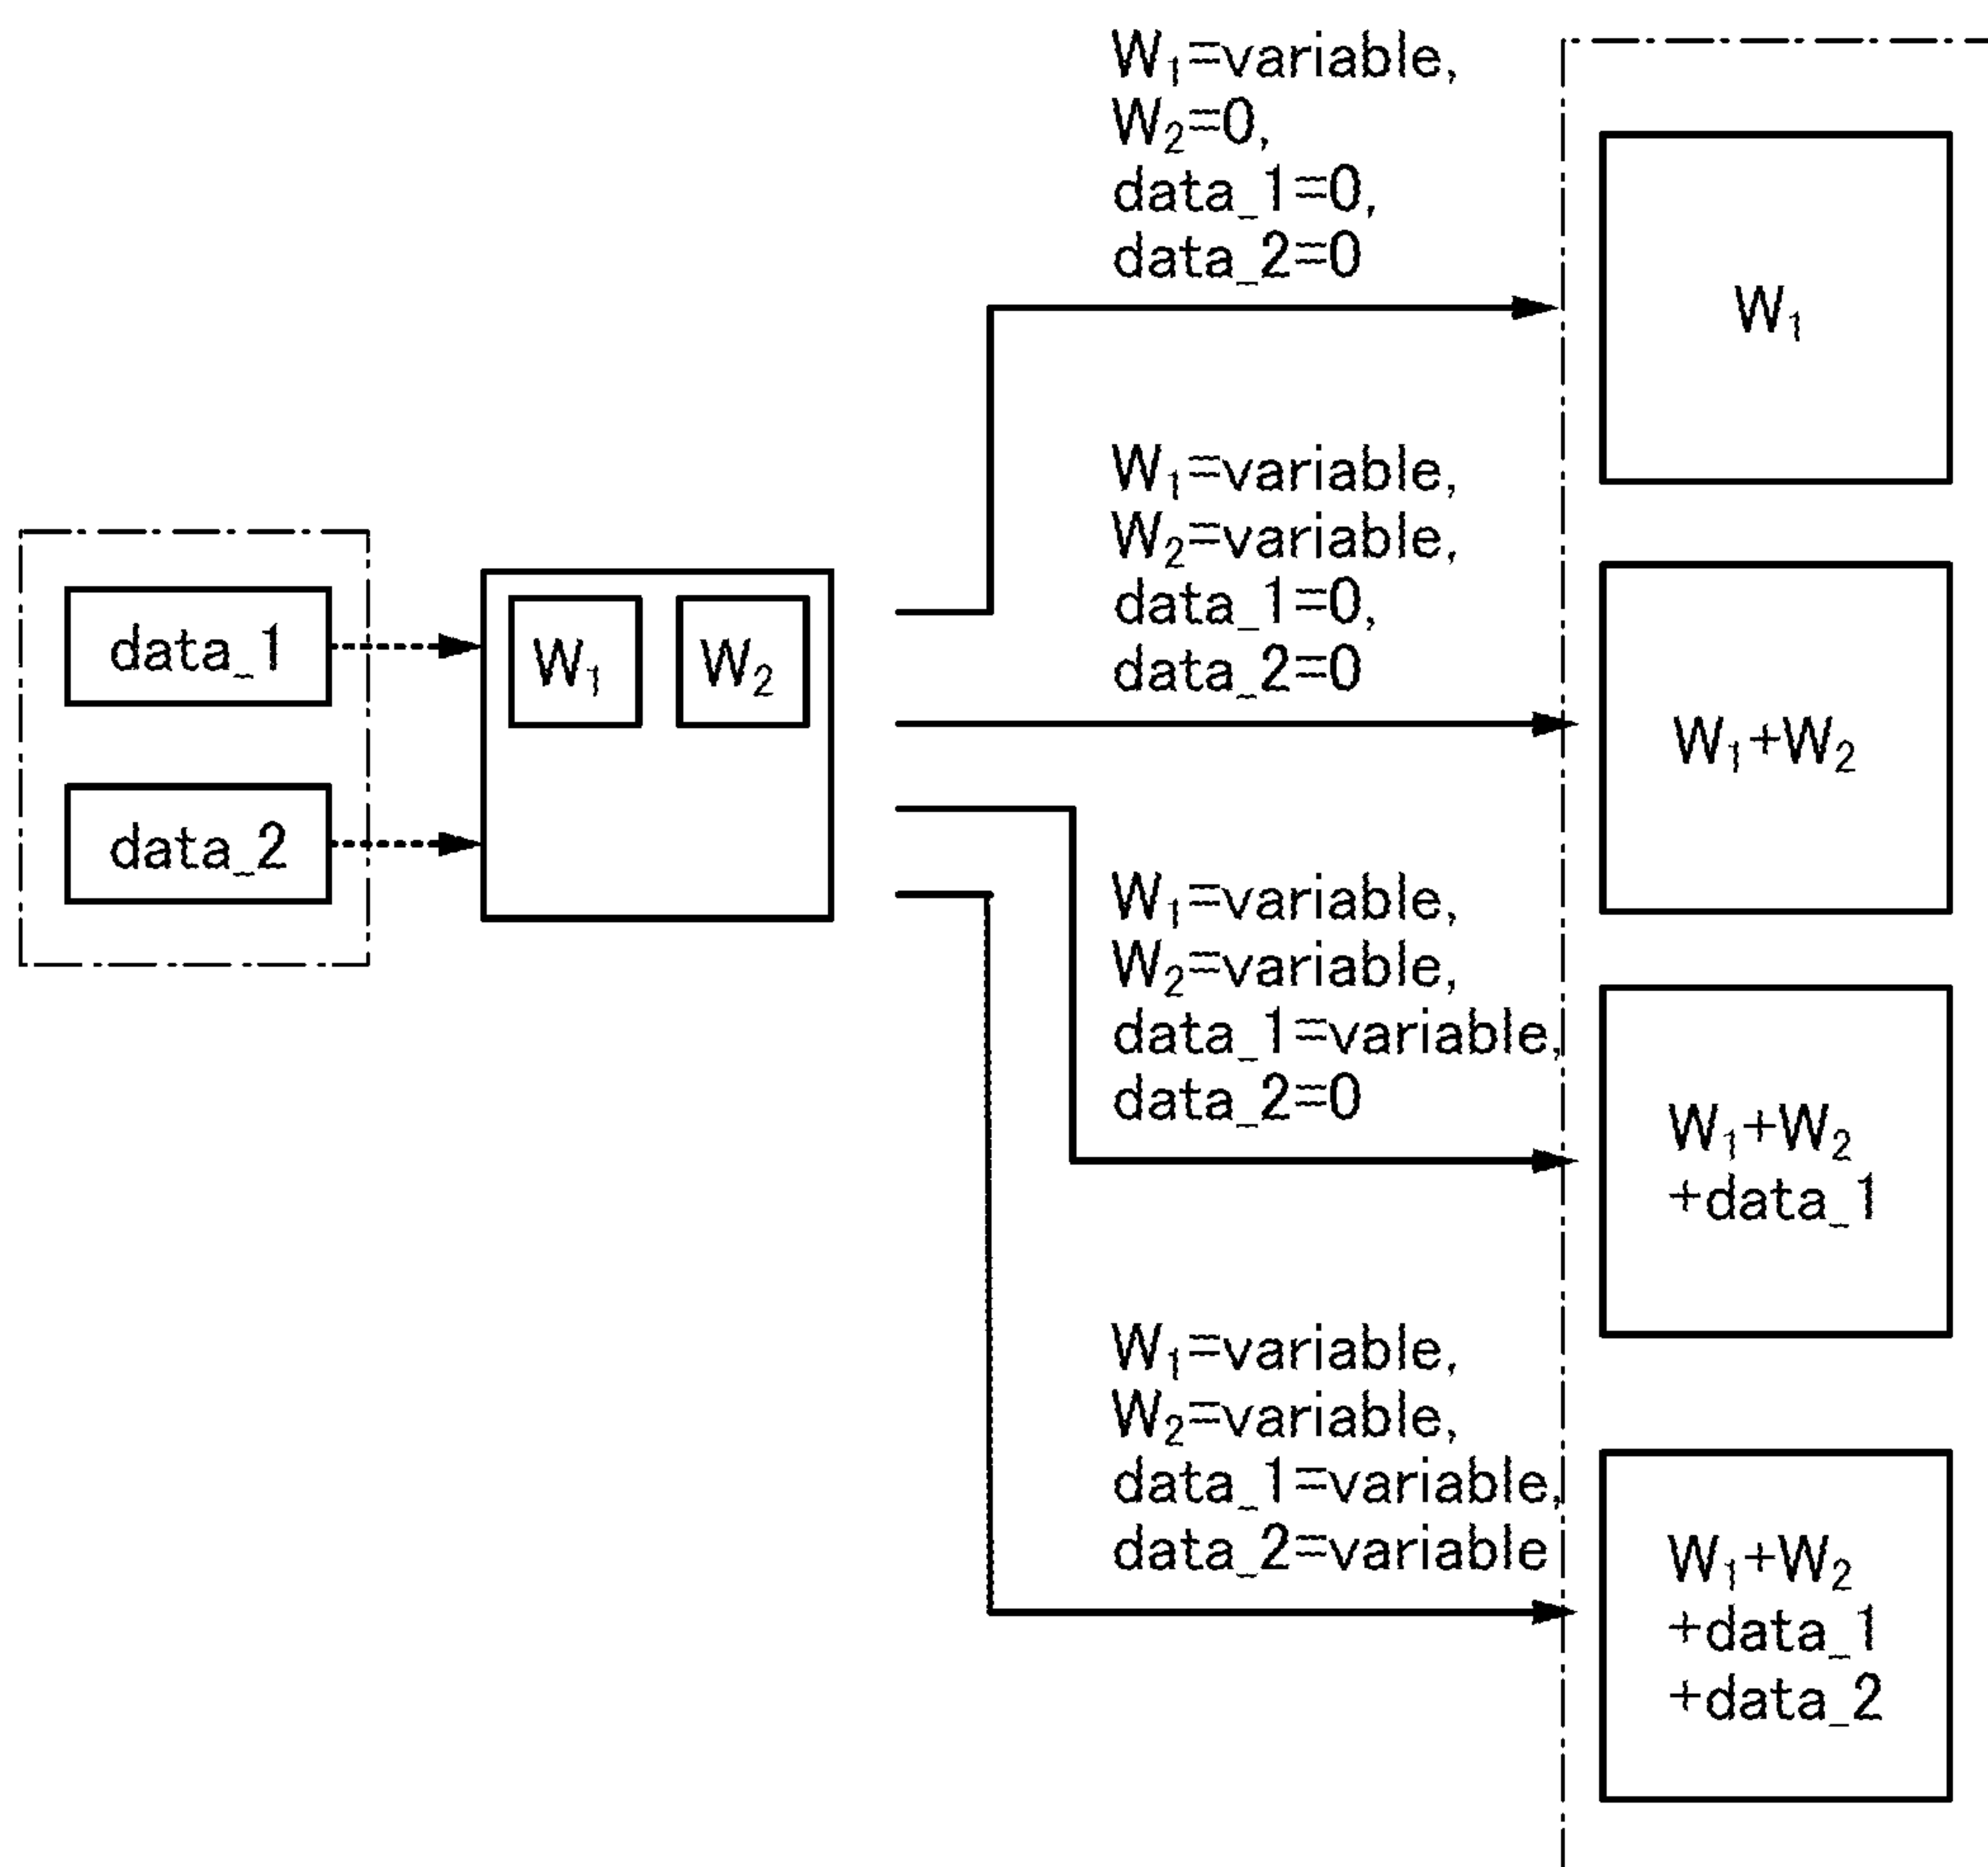 data_1
data_2
W₁
W₂
W₁=variable,
W₂=0,
data_1=0,
data_2=0
W₁
W₁=variable,
W₂=variable,
data_1=0,
data_2=0
W₁+W₂
W₁=variable,
W₂=variable,
data_1=variable,
data_2=0
W₁+W₂
+data_1
W₁=variable,
W₂=variable,
data_1=variable,
data_2=variable
W₁+W₂
+data_1
+data_2